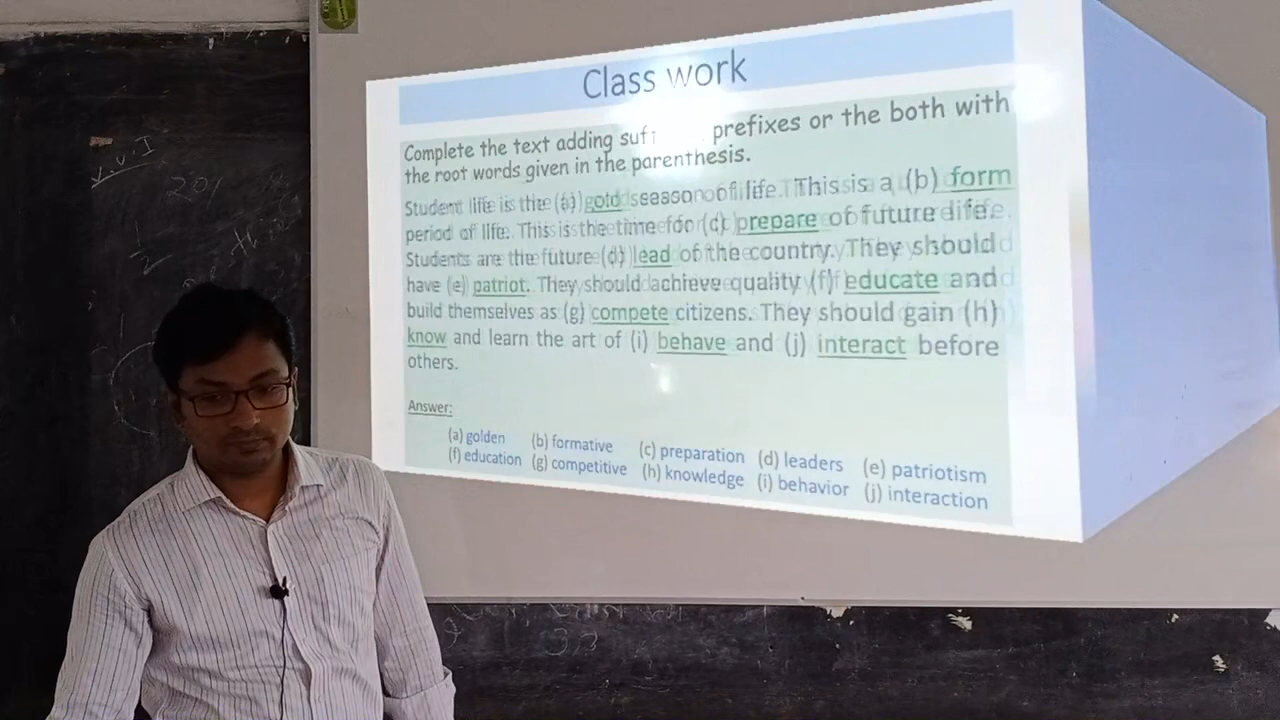 Class work
Complete the text adding suf prefixes or the both with
the root words given in the parenthesis.
Student life is the (a) gold season of life. This is a (b) form
period of life. This is the time for (c) prepare of future life.
Students are the future (d) lead of the country. They should
have (e) patriot. They should achieve quality (f) educate and
build themselves as (g) compete citizens. They should gain (h)
know and learn the art of (i) behave and (j) interact before
others.
Answer:
(a) golden (b) formative (c) preparation (d) leaders (e) patriotism
(f) education (g) competitive (h) knowledge (i) behavior (j) interaction
v.v.I
201
1/2